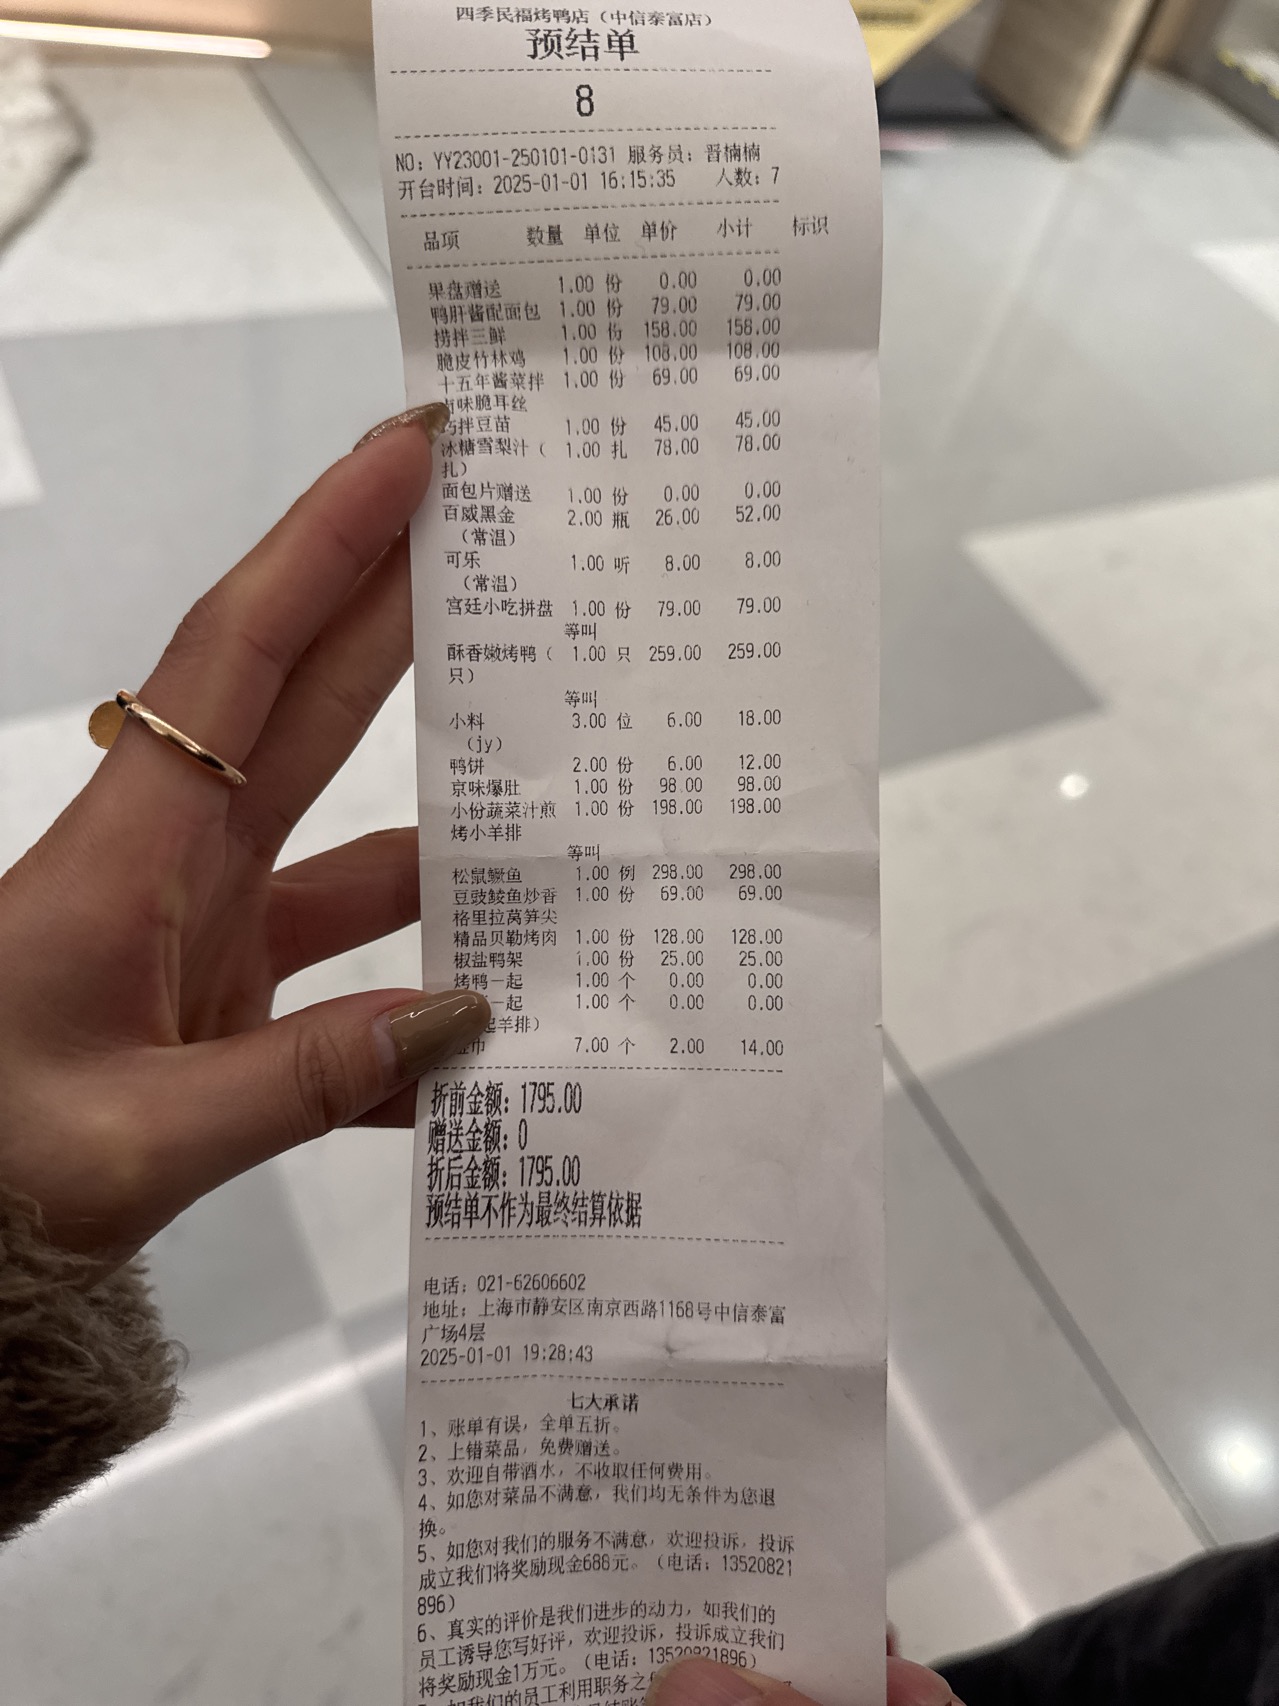 四季民福烤鸭店（中信泰富店）
预结单
8
NO: YY23001-250101-0131 服务员: 晋楠楠
开台时间: 2025-01-01 16:15:35 人数: 7
品项 数量 单位 单价 小计 标识
果盘赠送 1.00 份 0.00 0.00
鸭肝酱配面包 1.00 份 79.00 79.00
捞拌三鲜 1.00 份 158.00 158.00
脆皮竹林鸡 1.00 份 108.00 108.00
十五年酱菜拌 1.00 份 69.00 69.00
卤味脆耳丝
巧拌豆苗 1.00 份 45.00 45.00
冰糖雪梨汁（ 1.00 扎 78.00 78.00
扎）
面包片赠送 1.00 份 0.00 0.00
百威黑金 2.00 瓶 26.00 52.00
（常温）
可乐 1.00 听 8.00 8.00
（常温）
宫廷小吃拼盘 1.00 份 79.00 79.00
等叫
酥香嫩烤鸭（ 1.00 只 259.00 259.00
只）
等叫
小料 3.00 位 6.00 18.00
（jy）
鸭饼 2.00 份 6.00 12.00
京味爆肚 1.00 份 98.00 98.00
小份蔬菜汁煎 1.00 份 198.00 198.00
烤小羊排
等叫
松鼠鳜鱼 1.00 例 298.00 298.00
豆豉鲮鱼炒香 1.00 份 69.00 69.00
格里拉莴笋尖
精品贝勒烤肉 1.00 份 128.00 128.00
椒盐鸭架 1.00 份 25.00 25.00
烤鸭一起 1.00 个 0.00 0.00
一起 1.00 个 0.00 0.00
起羊排）
巾 7.00 个 2.00 14.00
折前金额: 1795.00
赠送金额: 0
折后金额: 1795.00
预结单不作为最终结算依据
电话: 021-62606602
地址: 上海市静安区南京西路1168号中信泰富
广场4层
2025-01-01 19:28:43
七大承诺
1、账单有误，全单五折。
2、上错菜品，免费赠送。
3、欢迎自带酒水，不收取任何费用。
4、如您对菜品不满意，我们均无条件为您退
换。
5、如您对我们的服务不满意，欢迎投诉，投诉
成立我们将奖励现金688元。（电话: 13520821
896）
6、真实的评价是我们进步的动力，如我们的
员工诱导您写好评，欢迎投诉，投诉成立我们
将奖励现金1万元。（电话: 13520821896）
如我们的员工利用职务之